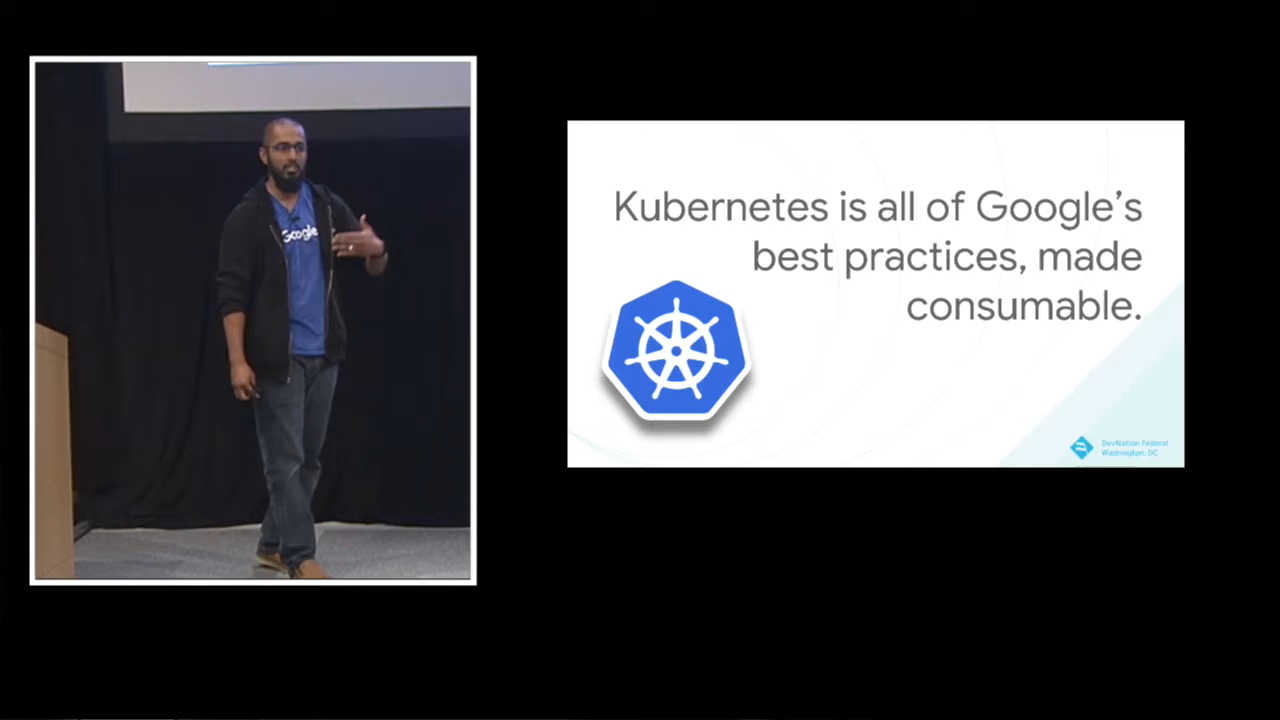 Google
Kubernetes is all of Google's
best practices, made
consumable.
DevNation Federal
Washington, DC